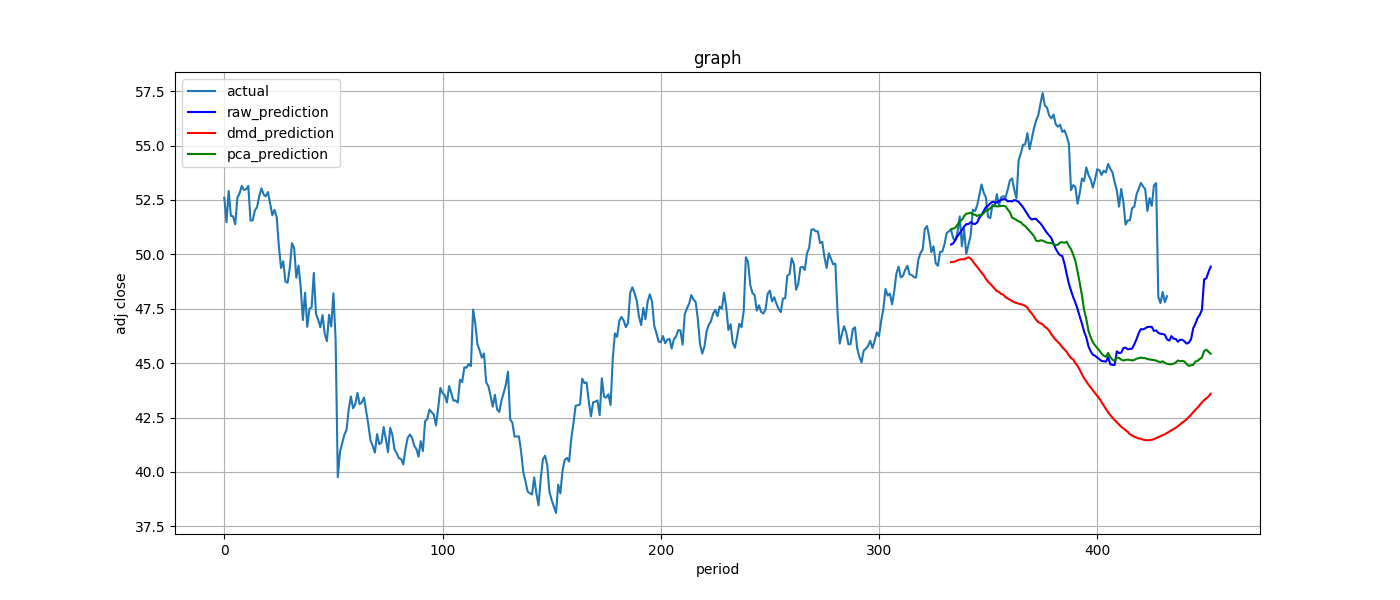 graph
actual
raw_prediction
dmd_prediction
pca_prediction
57.5
55.0
52.5
50.0
47.5
45.0
42.5
40.0
37.5
adj close
0 100 200 300 400
period